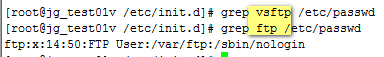 [root@jg_test01v /etc/init.d]# grep vsftp /etc/passwd
[root@jg_test01v /etc/init.d]# grep ftp /etc/passwd
ftp:x:14:50:FTP User:/var/ftp:/sbin/nologin